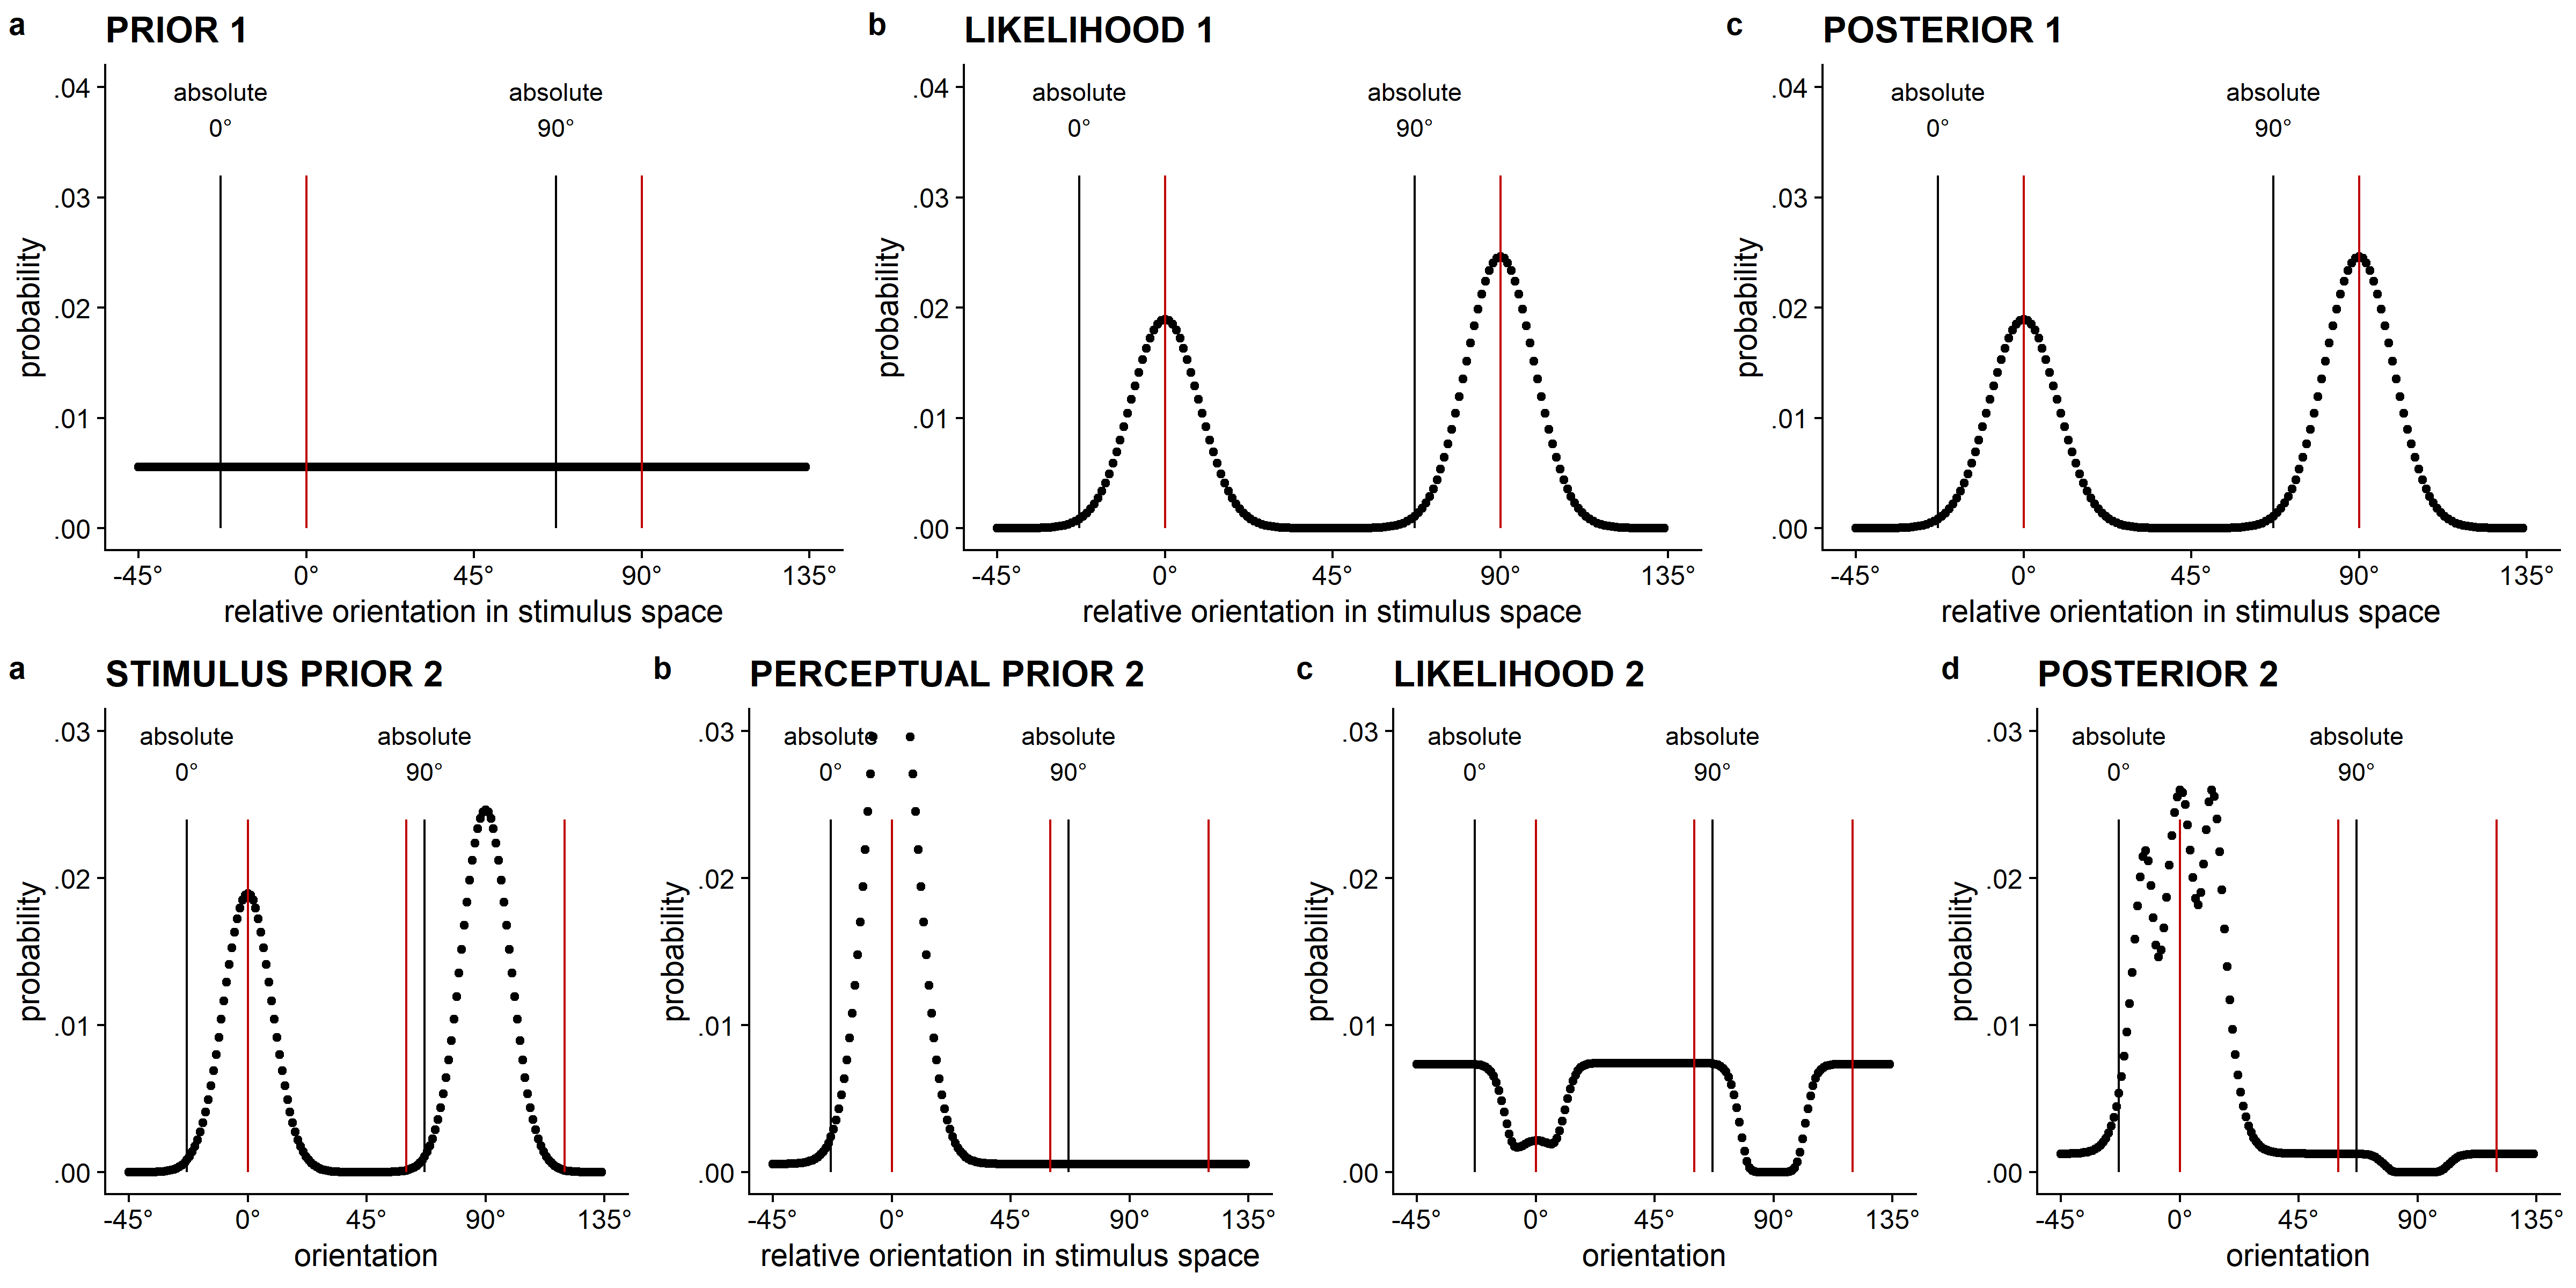 a PRIOR 1
absolute absolute
0° 90°
.04
.03
.02
.01
.00
probability
-45° 0° 45° 90° 135°
relative orientation in stimulus space
b LIKELIHOOD 1
absolute absolute
0° 90°
.04
.03
.02
.01
.00
probability
-45° 0° 45° 90° 135°
relative orientation in stimulus space
c POSTERIOR 1
absolute absolute
0° 90°
.04
.03
.02
.01
.00
probability
-45° 0° 45° 90° 135°
relative orientation in stimulus space
a STIMULUS PRIOR 2
absolute absolute
0° 90°
.03
.02
.01
.00
probability
-45° 0° 45° 90° 135°
orientation
b PERCEPTUAL PRIOR 2
absolute absolute
0° 90°
.03
.02
.01
.00
probability
-45° 0° 45° 90° 135°
relative orientation in stimulus space
c LIKELIHOOD 2
absolute absolute
0° 90°
.03
.02
.01
.00
probability
-45° 0° 45° 90° 135°
orientation
d POSTERIOR 2
absolute absolute
0° 90°
.03
.02
.01
.00
probability
-45° 0° 45° 90° 135°
orientation